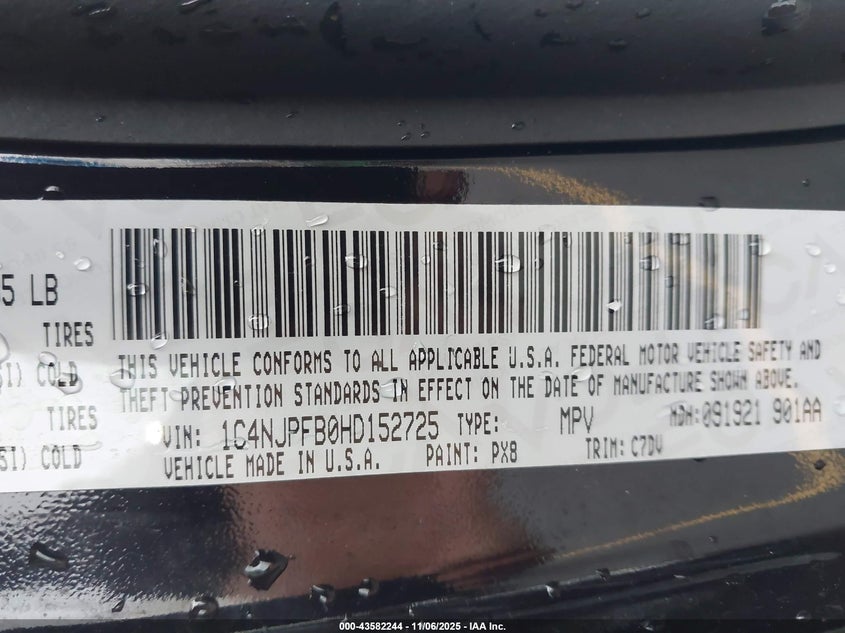 5 LB
TIRES
SI) COLD
TIRES
SI) COLD
THIS VEHICLE CONFORMS TO ALL APPLICABLE U.S.A. FEDERAL MOTOR VEHICLE SAFETY AND
THEFT PREVENTION STANDARDS IN EFFECT ON THE DATE OF MANUFACTURE SHOWN ABOVE.
VIN: 1C4NJPFB0HD152725 TYPE: MPV MDH:091921 901AA
VEHICLE MADE IN U.S.A. PAINT: PX8 TRIM: C7DV
000-43582244 - 11/06/2025 - IAA Inc.